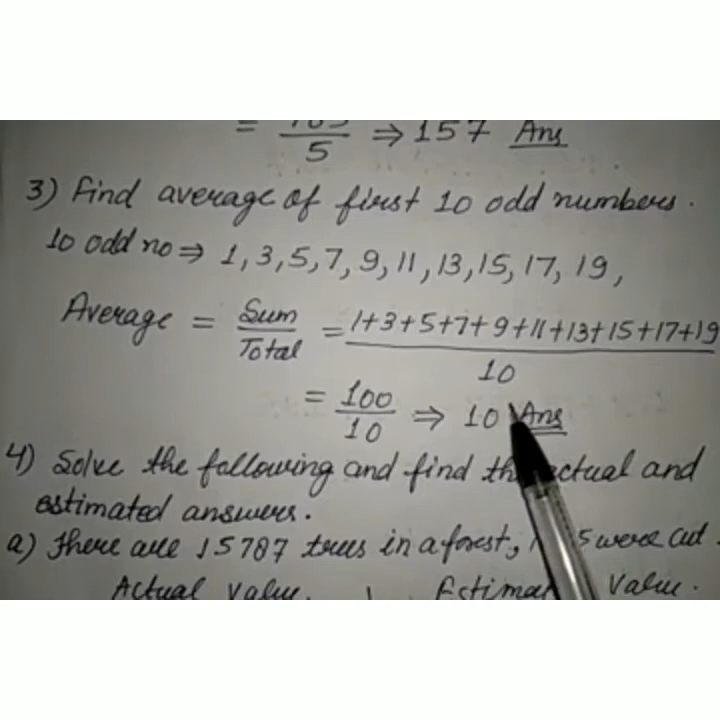 = /5 ⇒ 157 Ans
3) Find average of first 10 odd numbers.
10 odd no ⇒ 1, 3, 5, 7, 9, 11, 13, 15, 17, 19,
Average = Sum/Total = 1+3+5+7+9+11+13+15+17+19/10
= 100/10 ⇒ 10 Ans
4) Solve the following and find the actual and
estimated answers.
a) There are 15787 trees in a forest, were cut.
Actual Value. Value.